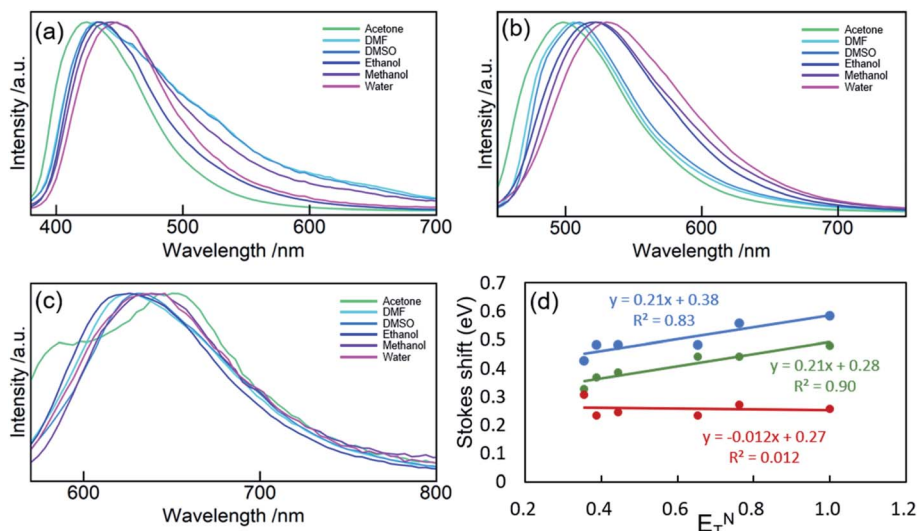 (a)
Acetone
DMF
DMSO
Ethanol
Methanol
Water
Intensity /a.u.
400 500 600 700
Wavelength /nm
(b)
Acetone
DMF
DMSO
Ethanol
Methanol
Water
Intensity /a.u.
500 600 700
Wavelength /nm
(c)
Acetone
DMF
DMSO
Ethanol
Methanol
Water
Intensity /a.u.
600 700 800
Wavelength /nm
(d)
0.7
0.6
0.5
0.4
0.3
0.2
0.1
0
Stokes shift (eV)
y = 0.21x + 0.38
R² = 0.83
y = 0.21x + 0.28
R² = 0.90
y = -0.012x + 0.27
R² = 0.012
0.2 0.4 0.6 0.8 1.0 1.2
E_T^N